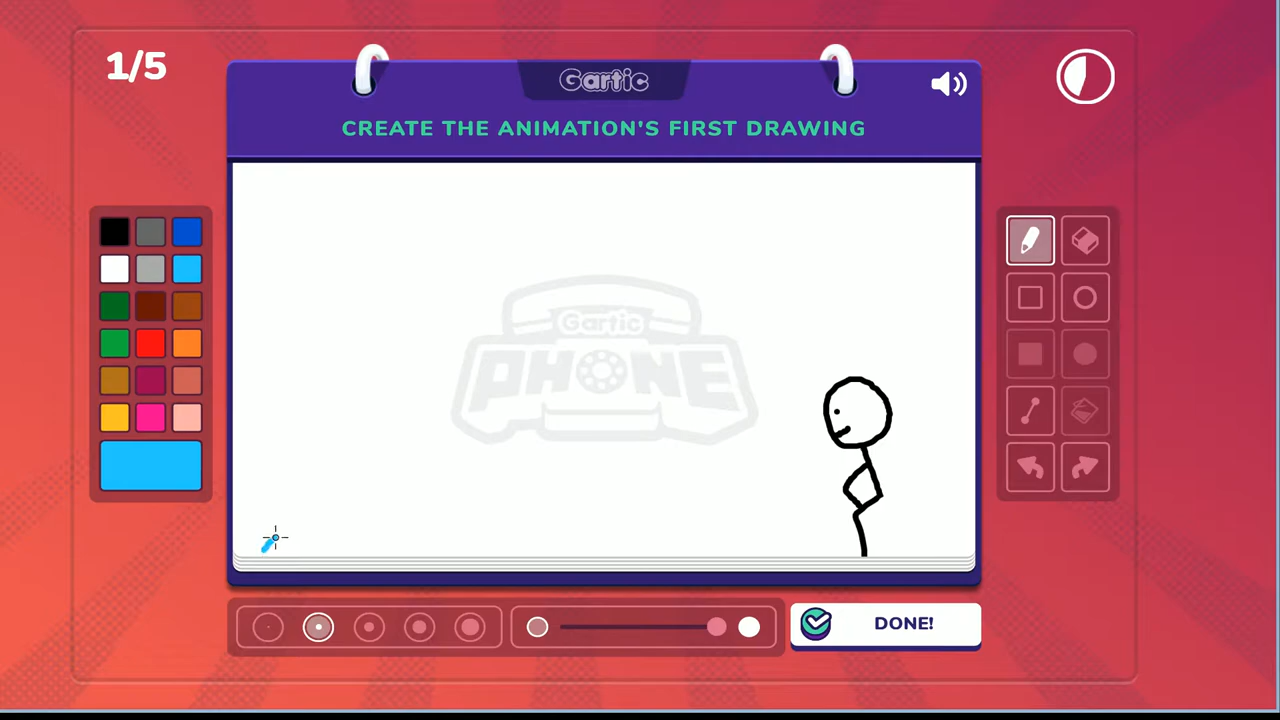 1/5
Gartic
CREATE THE ANIMATION'S FIRST DRAWING
Gartic
PHONE
DONE!